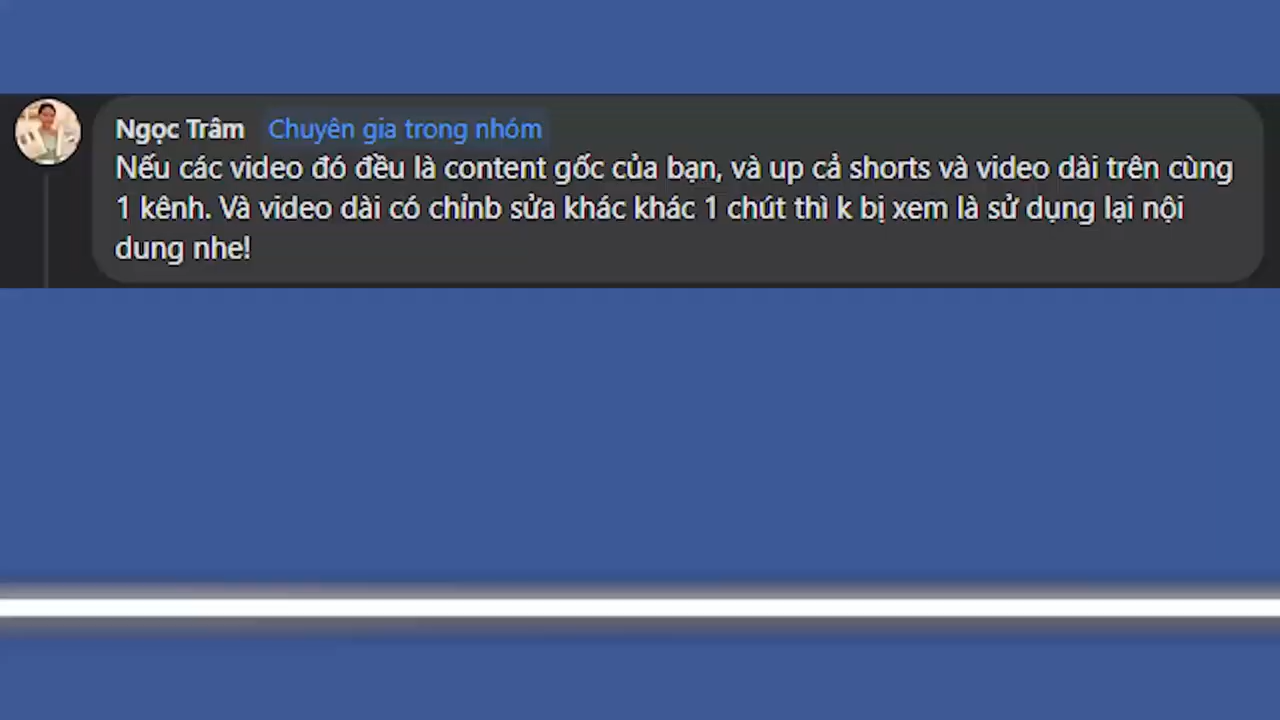 Ngọc Trâm Chuyên gia trong nhóm
Nếu các video đó đều là content gốc của bạn, và up cả shorts và video dài trên cùng
1 kênh. Và video dài có chỉnb sửa khác khác 1 chút thì k bị xem là sử dụng lại nội
dung nhe!